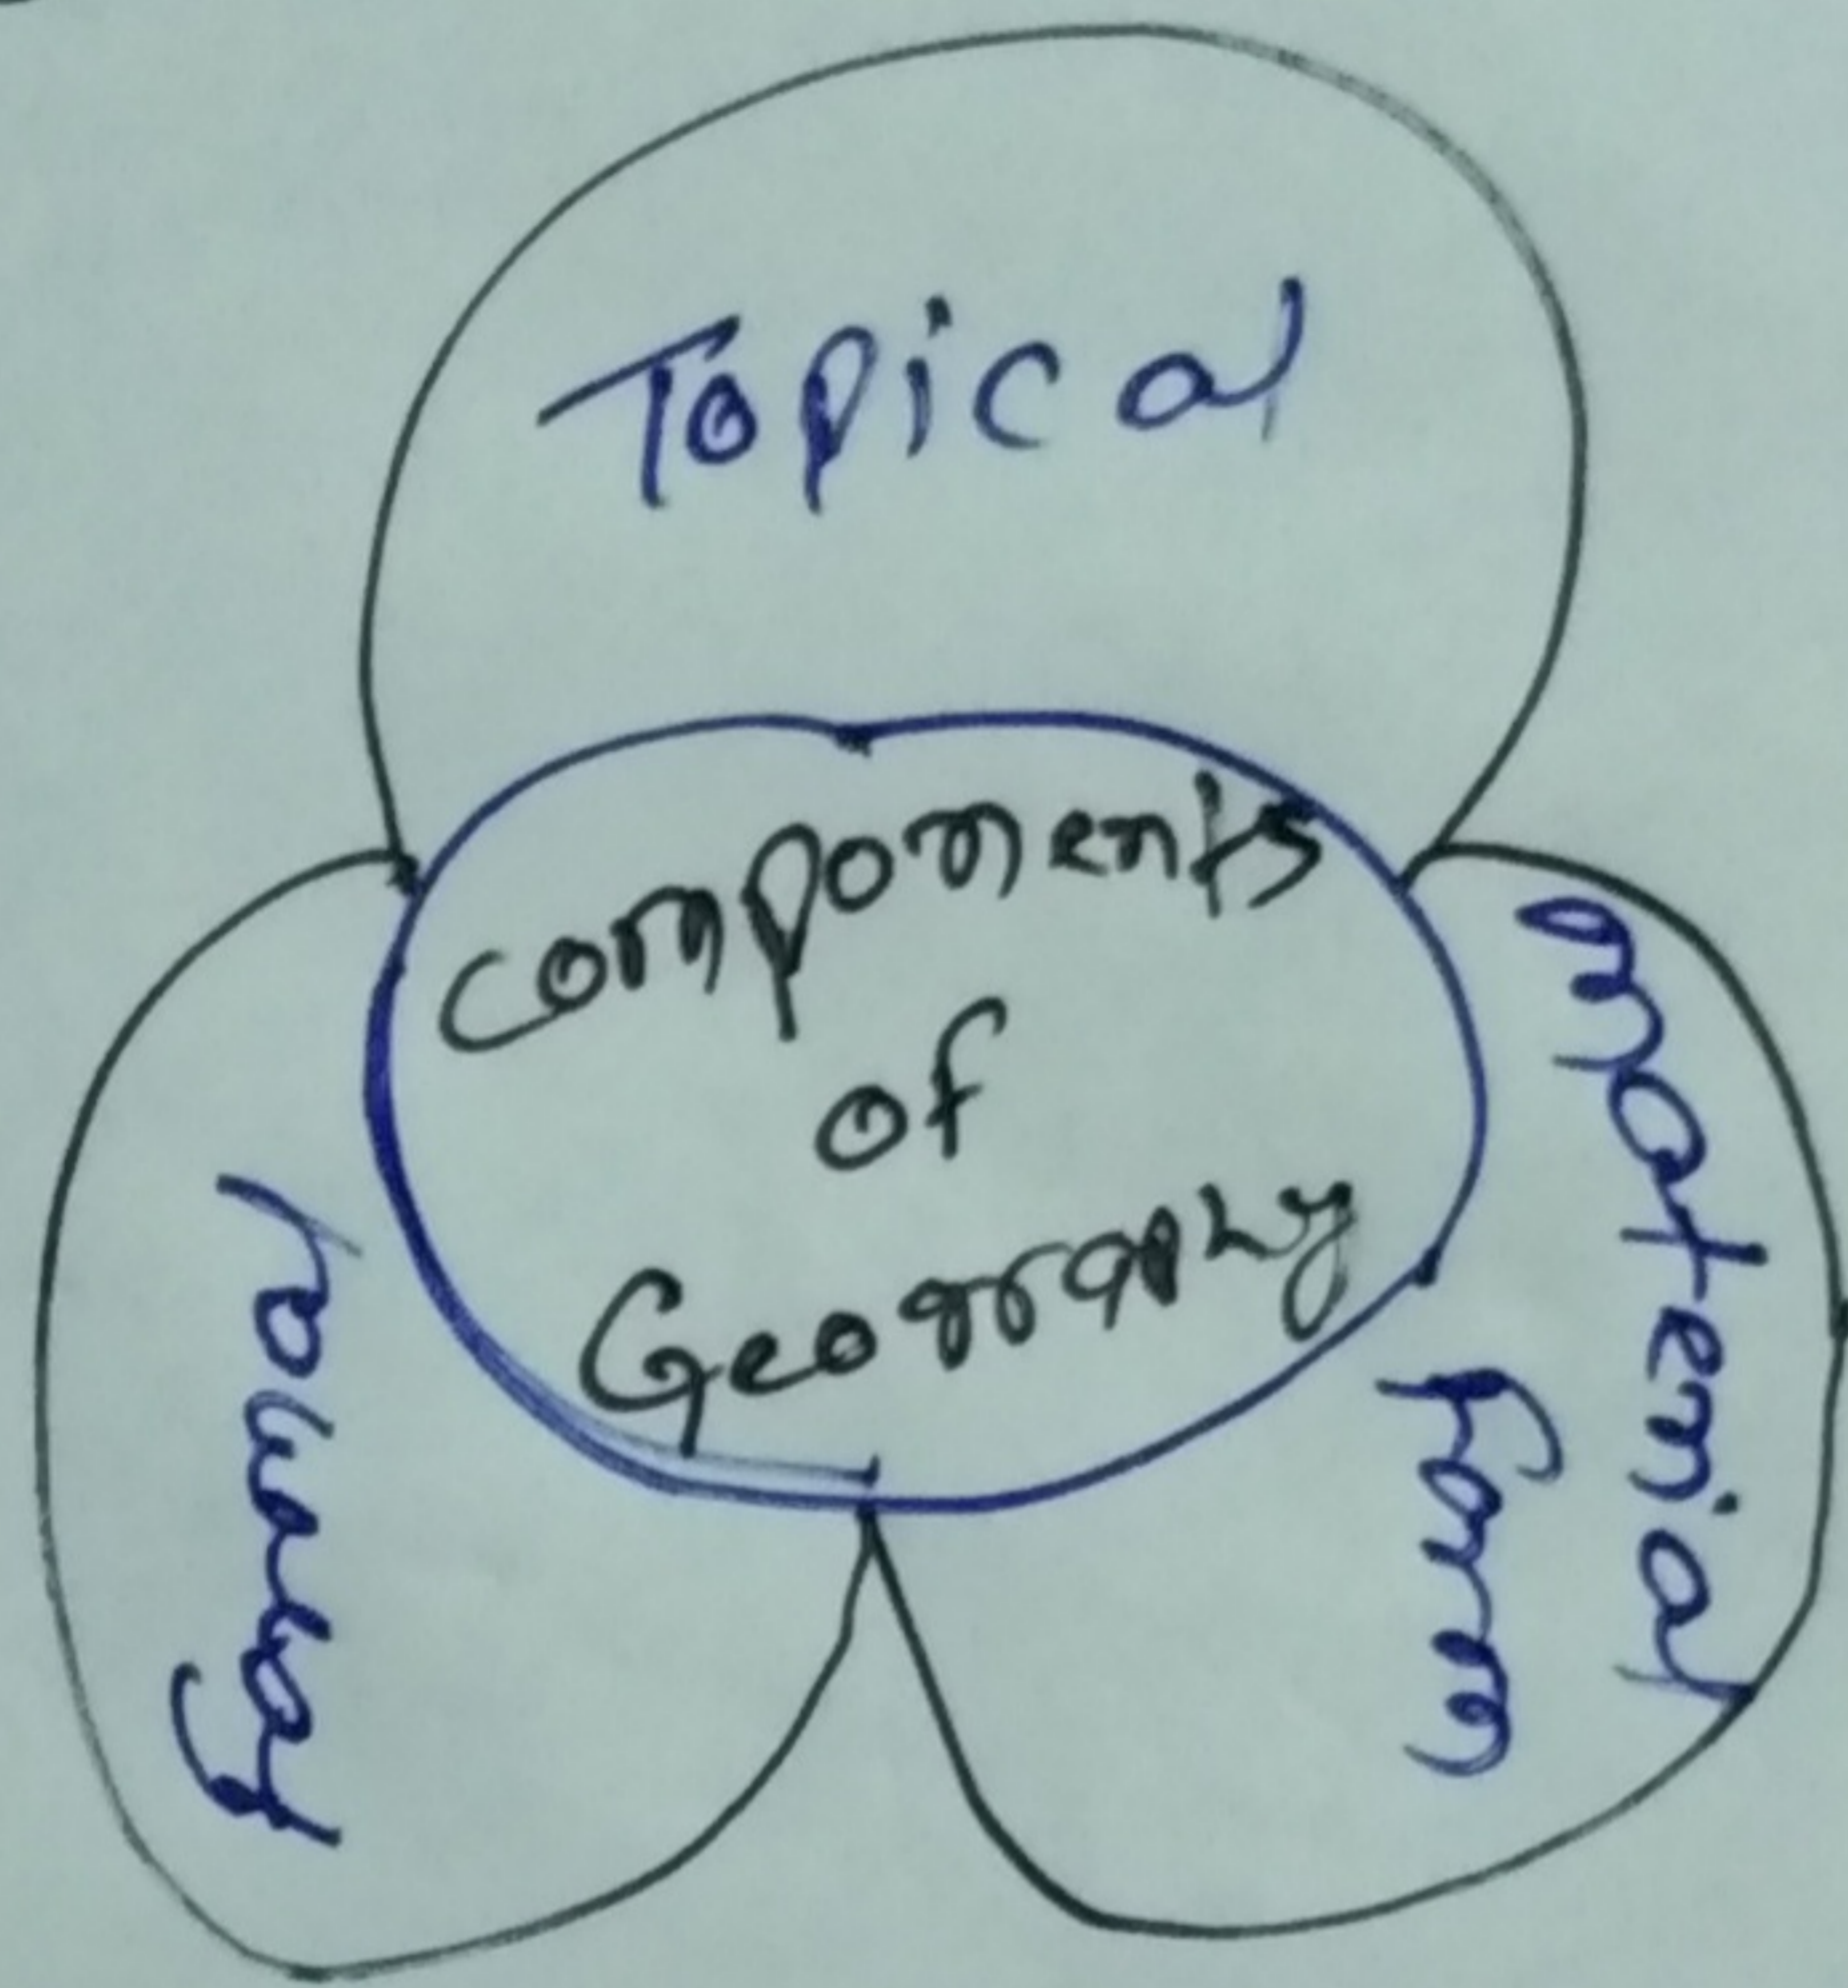 Topical
components
of
Geography
material
form